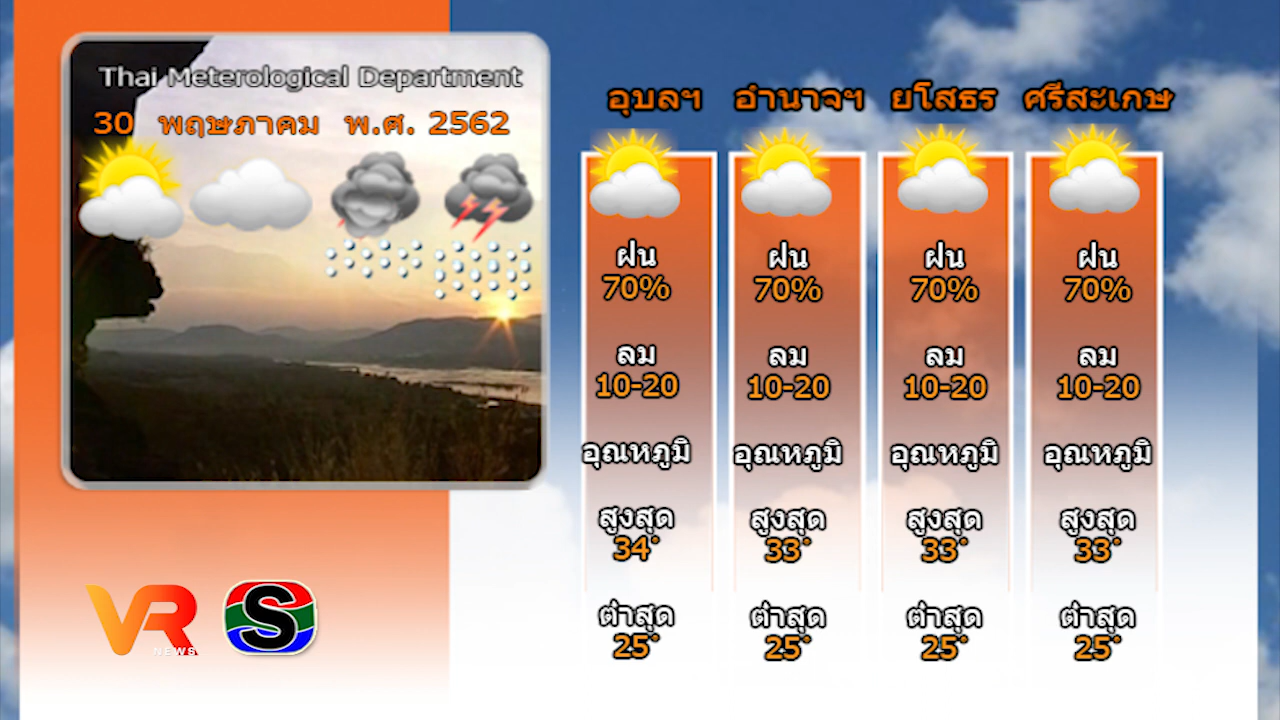 Thai Meterological Department
30 พฤษภาคม พ.ศ. 2562
อุบลฯ อำนาจฯ ยโสธร ศรีสะเกษ
ฝน ฝน ฝน ฝน
70% 70% 70% 70%
ลม ลม ลม ลม
10-20 10-20 10-20 10-20
อุณหภูมิ อุณหภูมิ อุณหภูมิ อุณหภูมิ
สูงสุด สูงสุด สูงสุด สูงสุด
34° 33° 33° 33°
ต่ำสุด ต่ำสุด ต่ำสุด ต่ำสุด
25° 25° 25° 25°
VR S
NEWS